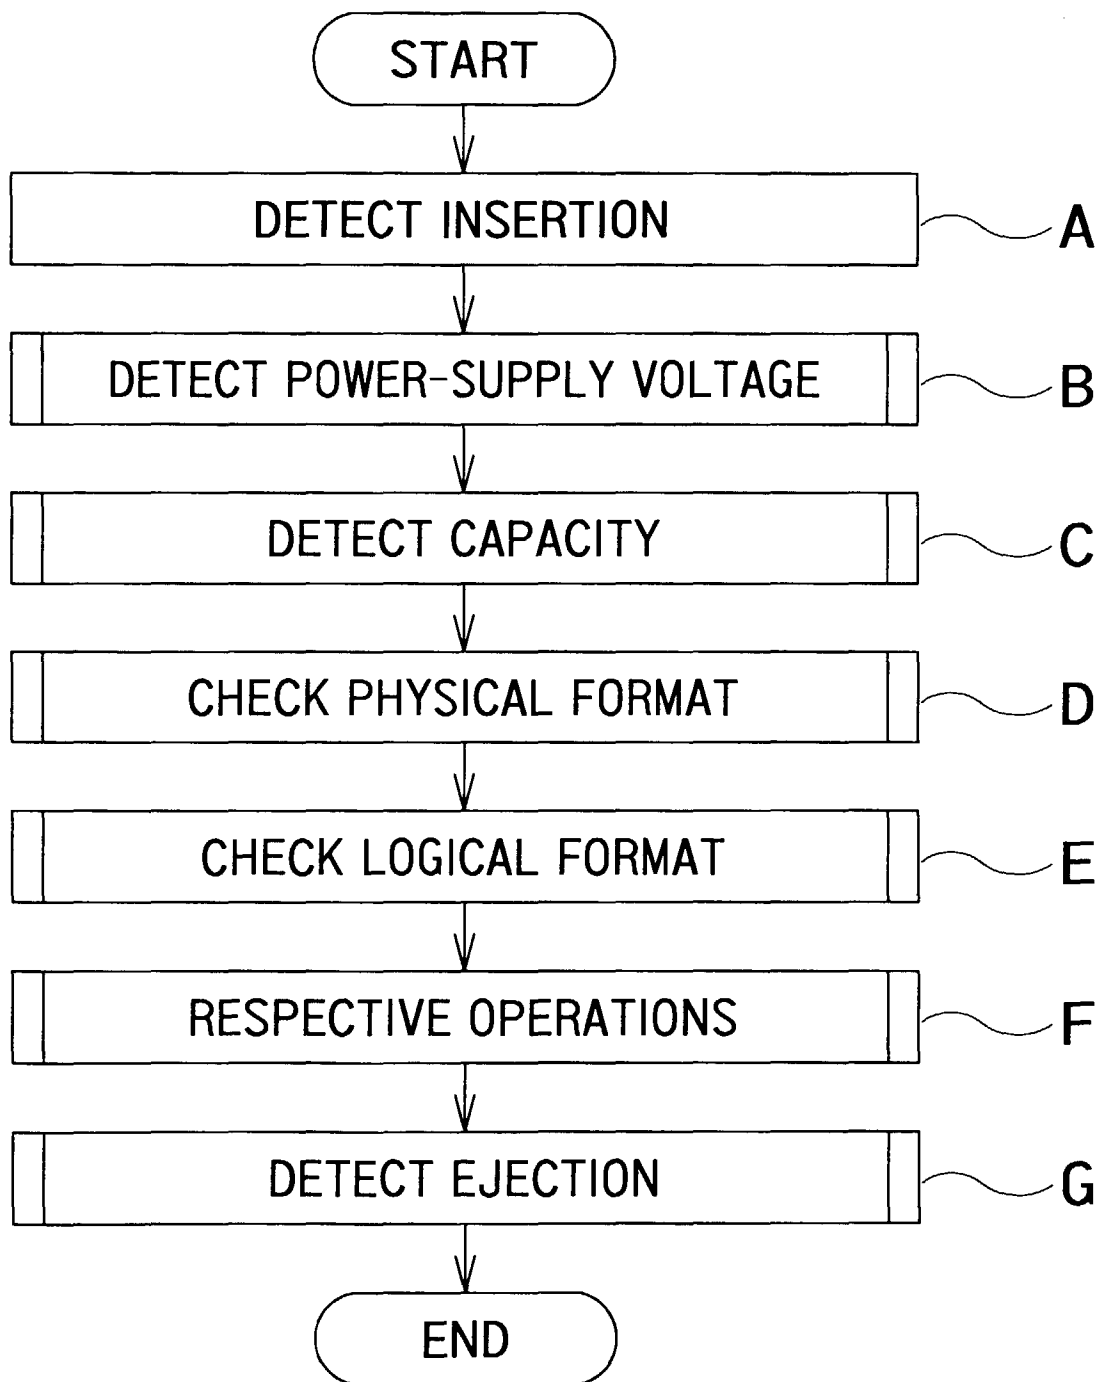 START
DETECT INSERTION A
DETECT POWER-SUPPLY VOLTAGE B
DETECT CAPACITY C
CHECK PHYSICAL FORMAT D
CHECK LOGICAL FORMAT E
RESPECTIVE OPERATIONS F
DETECT EJECTION G
END